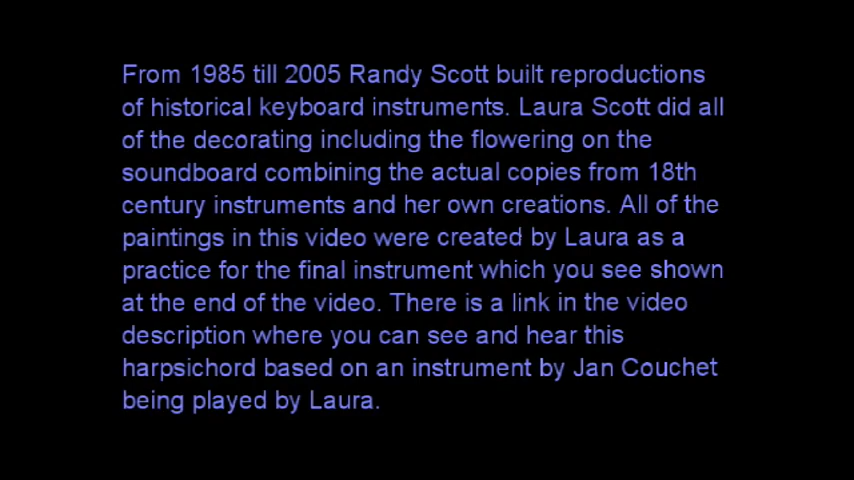 From 1985 till 2005 Randy Scott built reproductions
of historical keyboard instruments. Laura Scott did all
of the decorating including the flowering on the
soundboard combining the actual copies from 18th
century instruments and her own creations. All of the
paintings in this video were created by Laura as a
practice for the final instrument which you see shown
at the end of the video. There is a link in the video
description where you can see and hear this
harpsichord based on an instrument by Jan Couchet
being played by Laura.